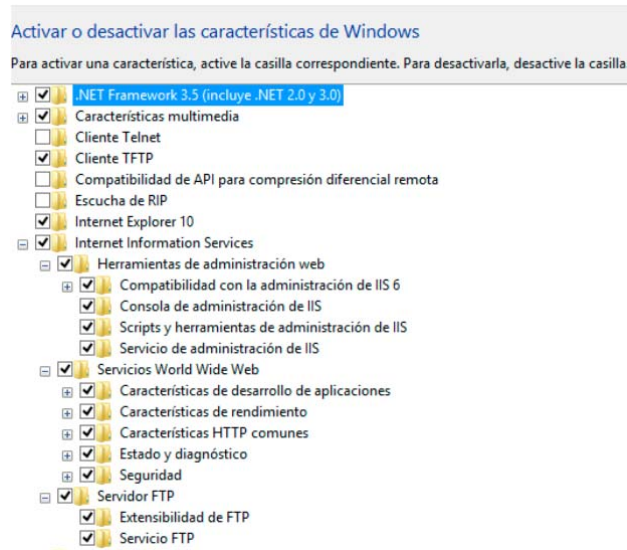 Activar o desactivar las características de Windows
Para activar una característica, active la casilla correspondiente. Para desactivarla, desactive la casilla
.NET Framework 3.5 (incluye .NET 2.0 y 3.0)
Características multimedia
Cliente Telnet
Cliente TFTP
Compatibilidad de API para compresión diferencial remota
Escucha de RIP
Internet Explorer 10
Internet Information Services
Herramientas de administración web
Compatibilidad con la administración de IIS 6
Consola de administración de IIS
Scripts y herramientas de administración de IIS
Servicio de administración de IIS
Servicios World Wide Web
Características de desarrollo de aplicaciones
Características de rendimiento
Características HTTP comunes
Estado y diagnóstico
Seguridad
Servidor FTP
Extensibilidad de FTP
Servicio FTP